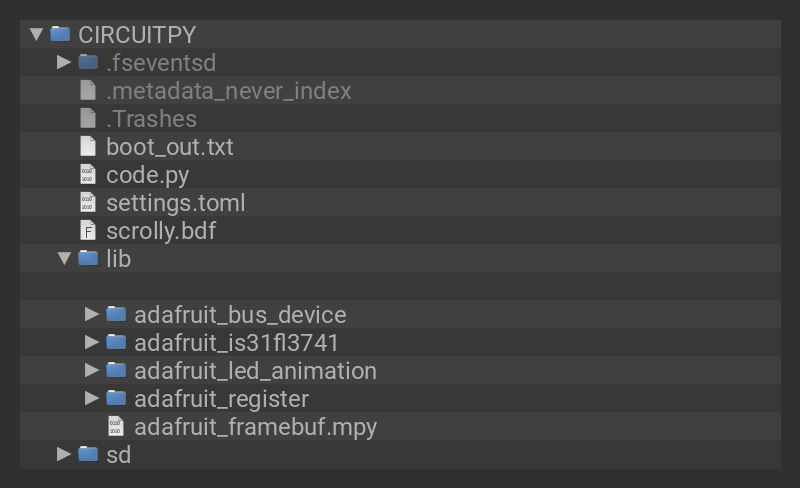 CIRCUITPY
.fseventsd
.metadata_never_index
.Trashes
boot_out.txt
code.py
settings.toml
scrolly.bdf
lib
adafruit_bus_device
adafruit_is31fl3741
adafruit_led_animation
adafruit_register
adafruit_framebuf.mpy
sd